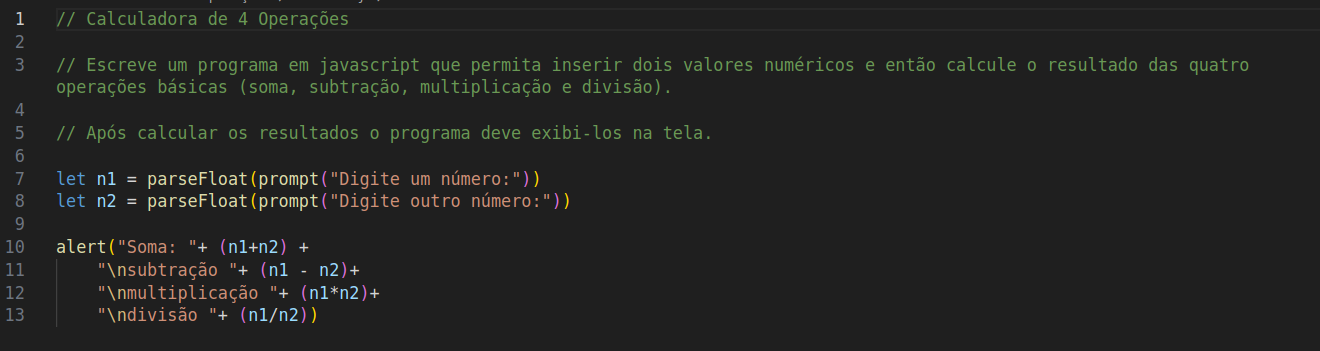 1 // Calculadora de 4 Operações
2
3 // Escreve um programa em javascript que permita inserir dois valores numéricos e então calcule o resultado das quatro
operações básicas (soma, subtração, multiplicação e divisão).
4
5 // Após calcular os resultados o programa deve exibi-los na tela.
6
7 let n1 = parseFloat(prompt("Digite um número:"))
8 let n2 = parseFloat(prompt("Digite outro número:"))
9
10 alert("Soma: "+ (n1+n2) +
11     "\nsubtração "+ (n1 - n2)+
12     "\nmultiplicação "+ (n1*n2)+
13     "\ndivisão "+ (n1/n2))